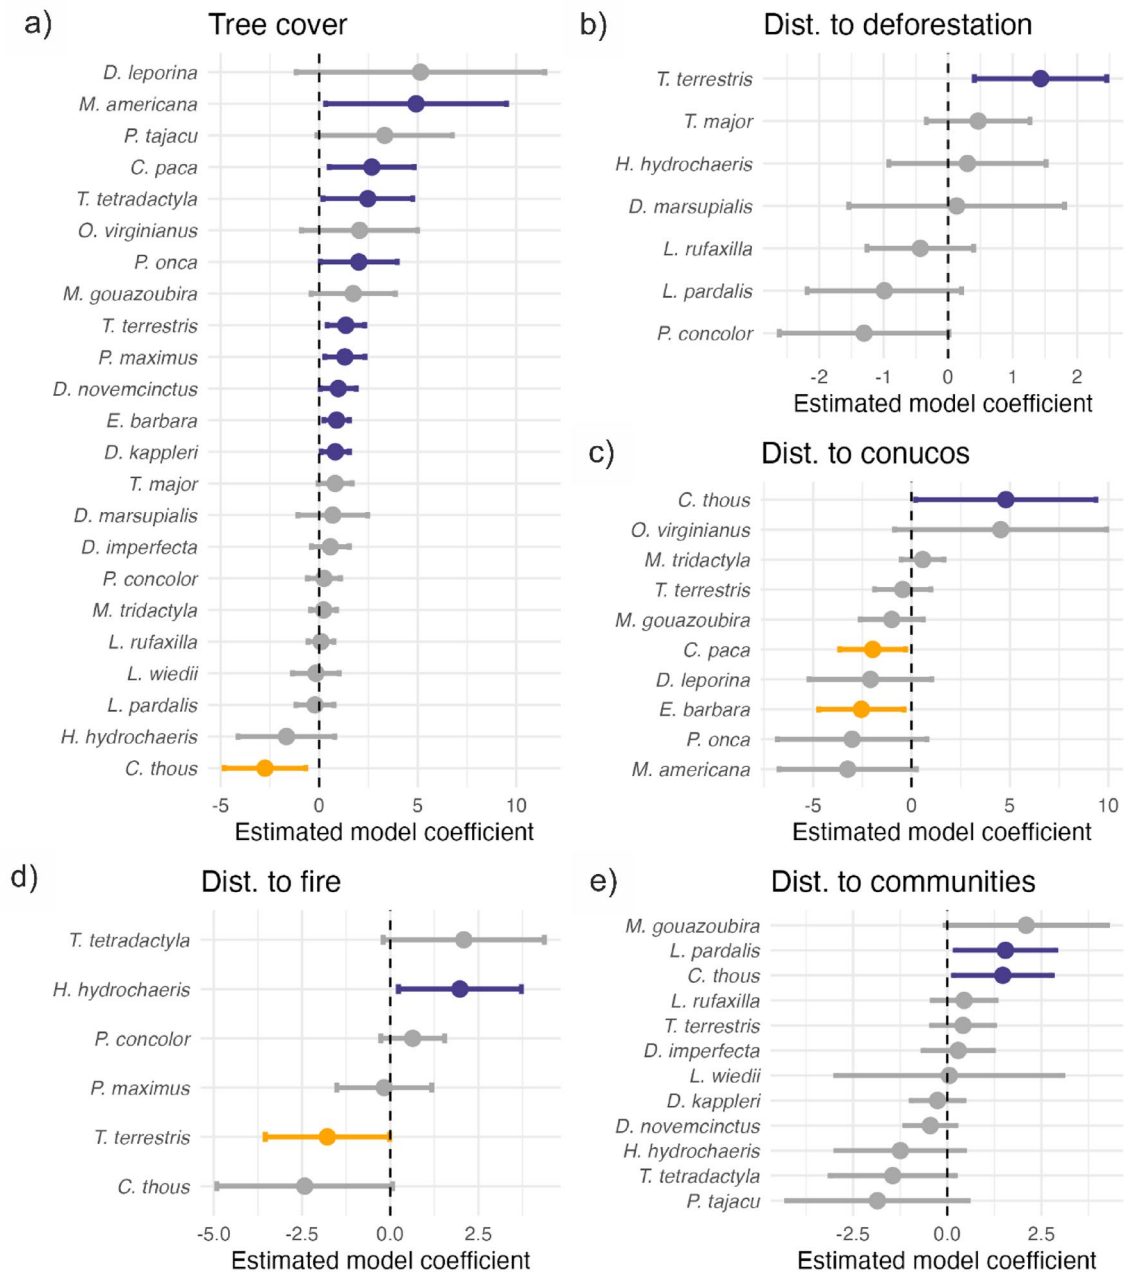 a)
Tree cover
D. leporina
M. americana
P. tajacu
C. paca
T. tetradactyla
O. virginianus
P. onca
M. gouazoubira
T. terrestris
P. maximus
D. novemcinctus
E. barbara
D. kappleri
T. major
D. marsupialis
D. imperfecta
P. concolor
M. tridactyla
L. rufaxilla
L. wiedii
L. pardalis
H. hydrochaeris
C. thous
-5 0 5 10
Estimated model coefficient
b)
Dist. to deforestation
T. terrestris
T. major
H. hydrochaeris
D. marsupialis
L. rufaxilla
L. pardalis
P. concolor
-2 -1 0 1 2
Estimated model coefficient
c)
Dist. to conucos
C. thous
O. virginianus
M. tridactyla
T. terrestris
M. gouazoubira
C. paca
D. leporina
E. barbara
P. onca
M. americana
-5 0 5 10
Estimated model coefficient
d)
Dist. to fire
T. tetradactyla
H. hydrochaeris
P. concolor
P. maximus
T. terrestris
C. thous
-5.0 -2.5 0.0 2.5
Estimated model coefficient
e)
Dist. to communities
M. gouazoubira
L. pardalis
C. thous
L. rufaxilla
T. terrestris
D. imperfecta
L. wiedii
D. kappleri
D. novemcinctus
H. hydrochaeris
T. tetradactyla
P. tajacu
-2.5 0.0 2.5
Estimated model coefficient